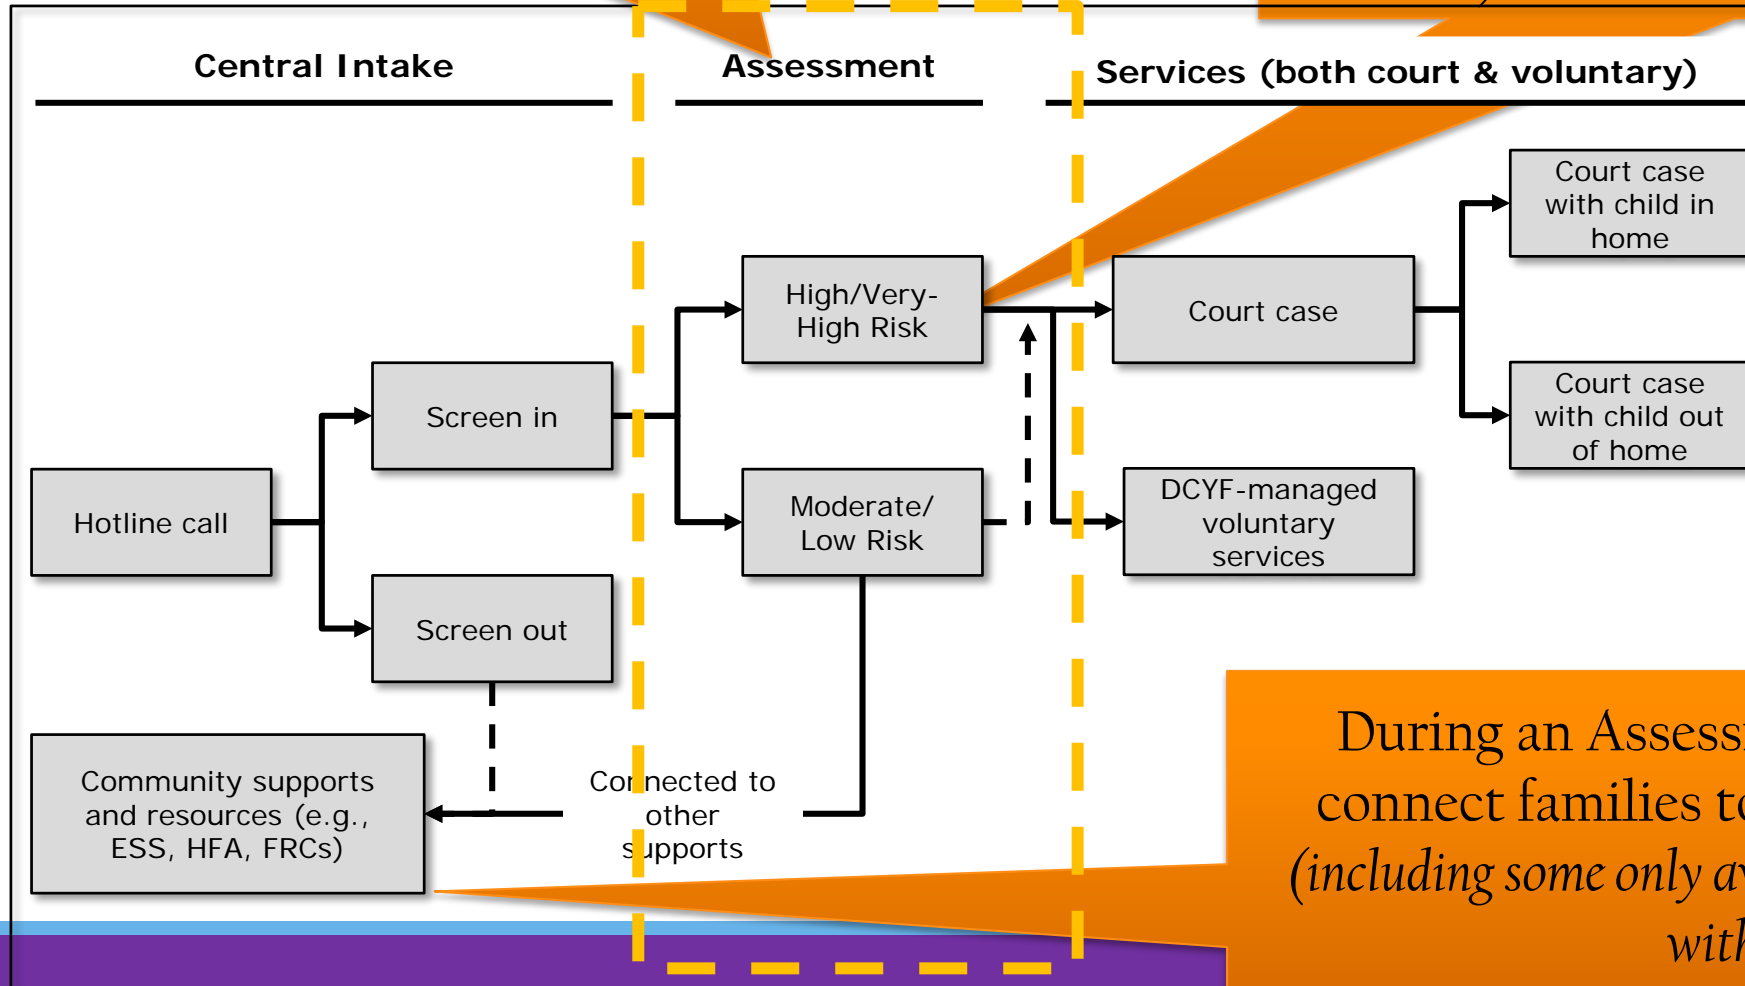 Central Intake
Assessment
Services (both court & voluntary)
Court case
with child in
home
High/Very-
High Risk
Court case
Screen in
Court case
with child out
of home
Hotline call
Moderate/
Low Risk
DCYF-managed
voluntary
services
Screen out
Community supports
and resources (e.g.,
ESS, HFA, FRCs)
Connected to
other
supports
During an
connect families
(including some only